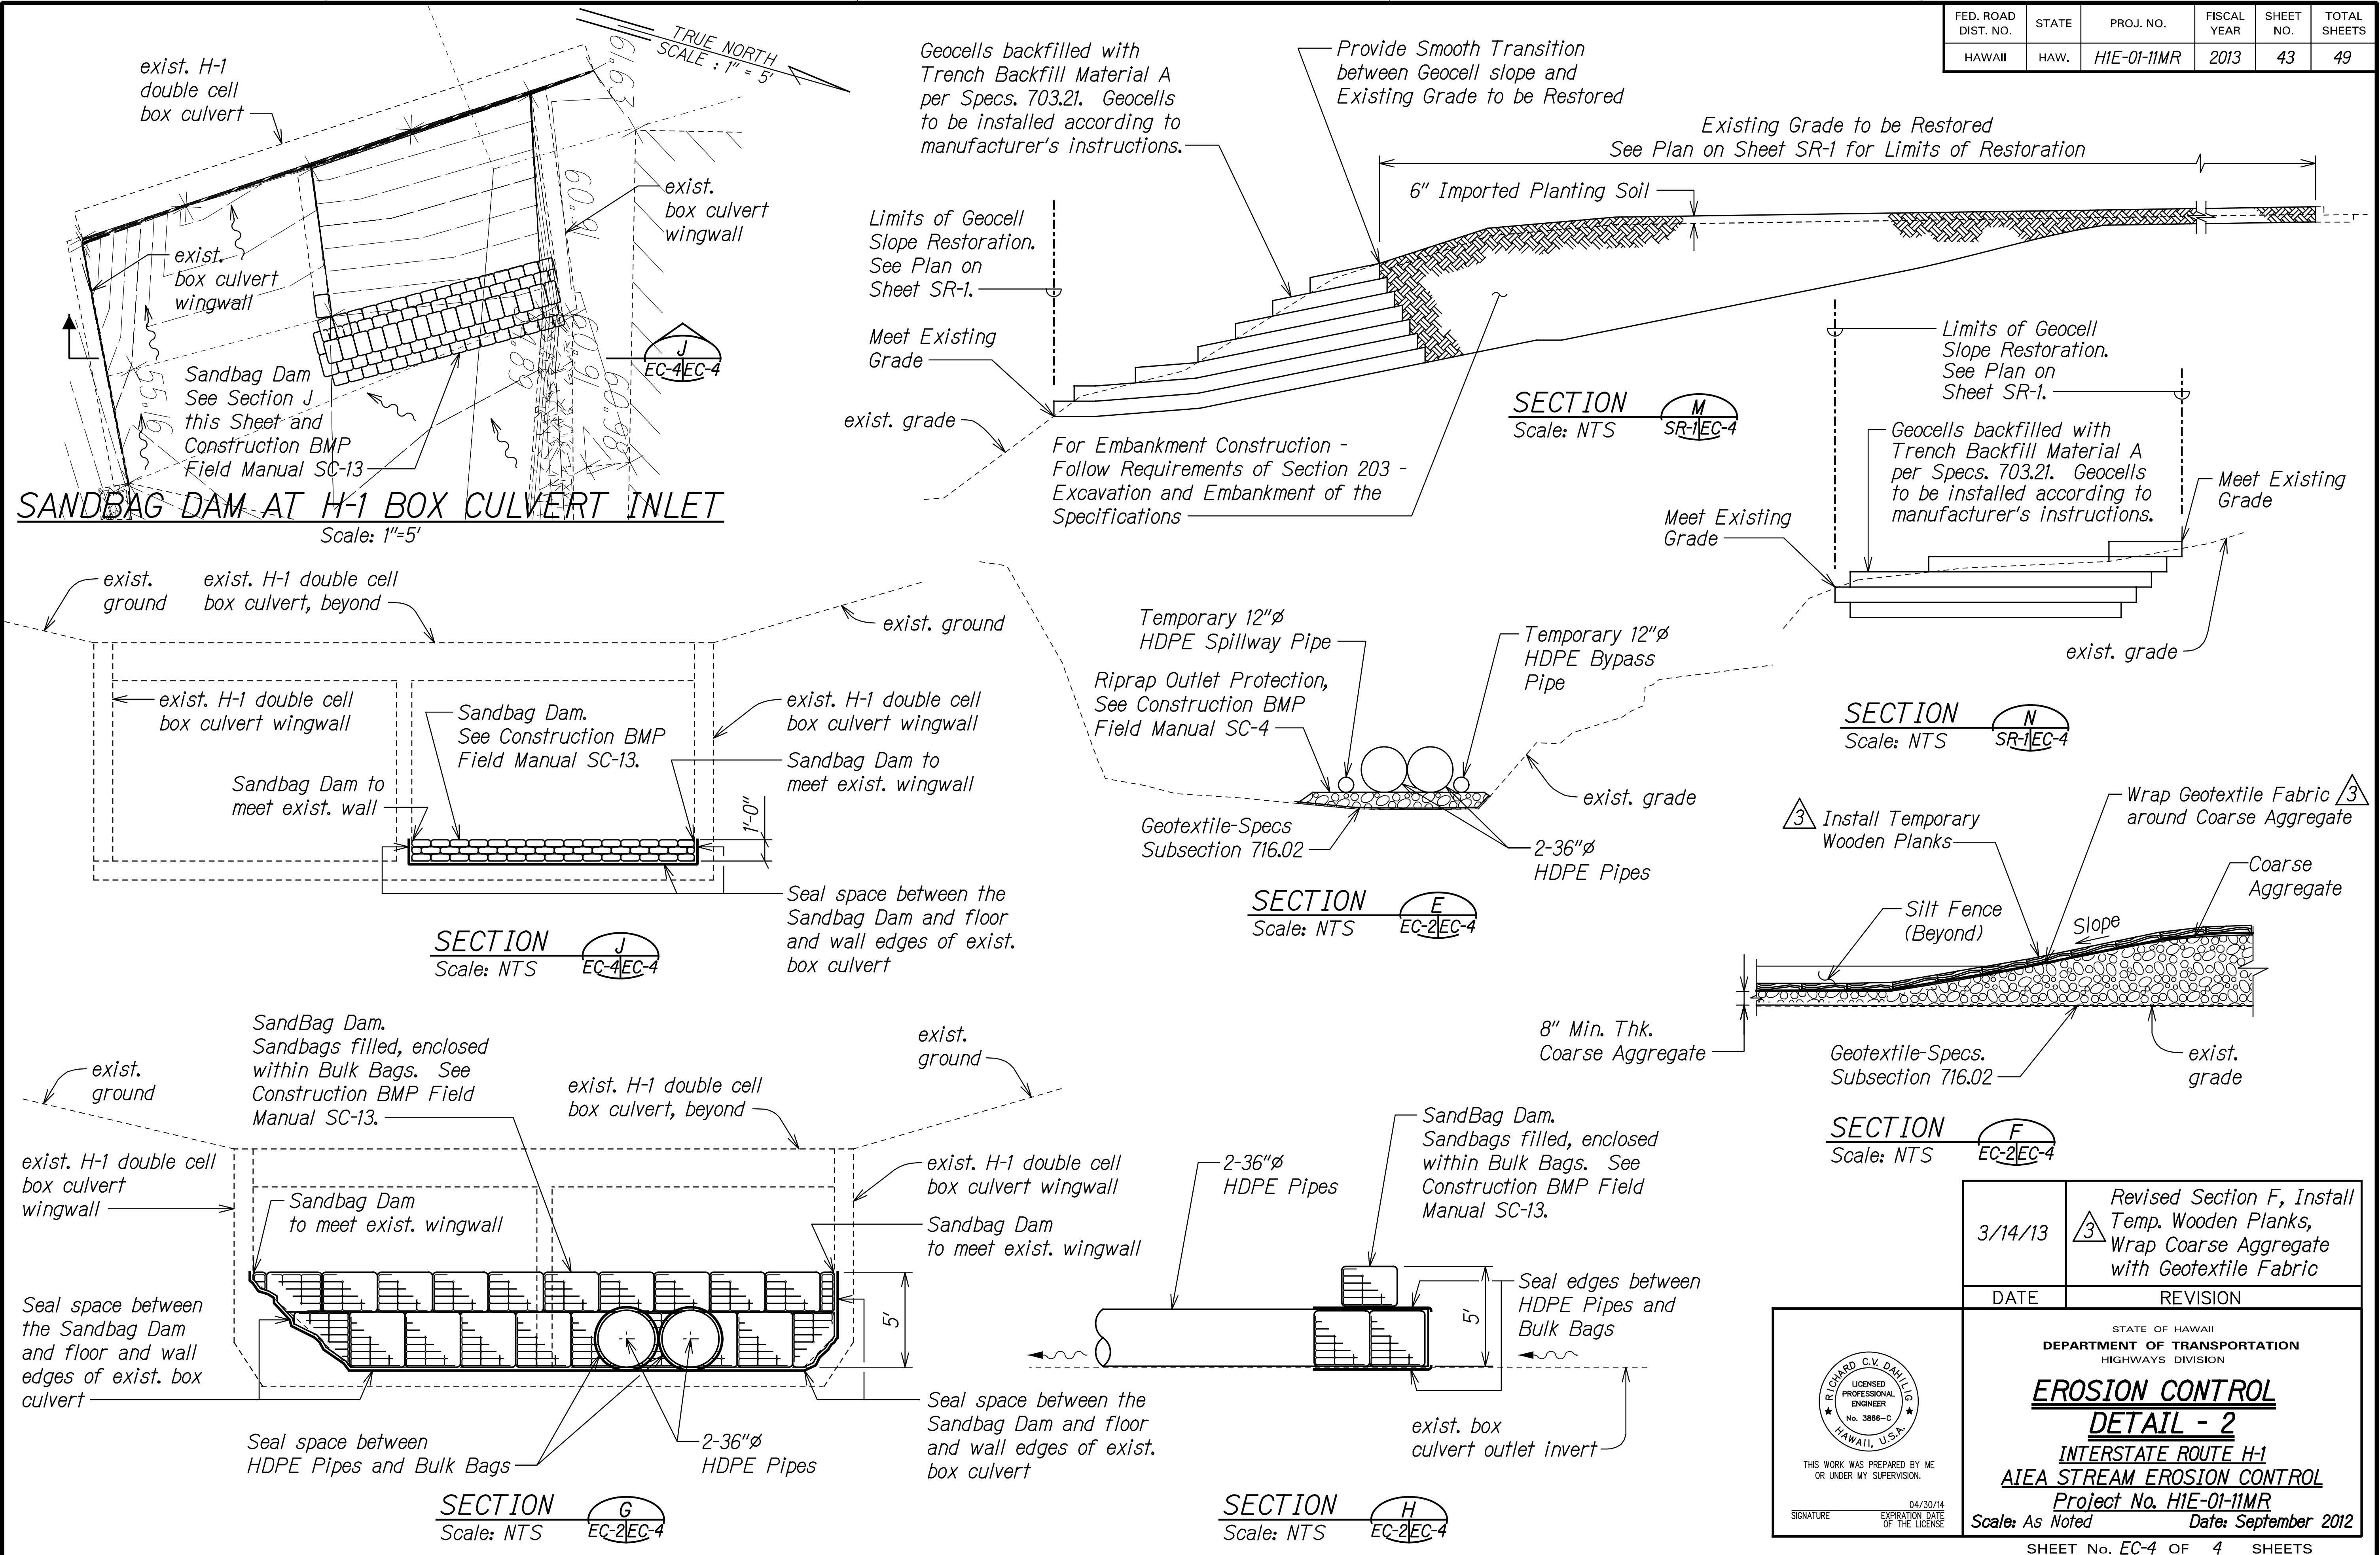 FED. ROAD DIST. NO.
STATE
PROJ. NO.
FISCAL YEAR
SHEET NO.
TOTAL SHEETS
HAWAII
HAW.
H1E-01-11MR
2013
43
49
TRUE NORTH
SCALE : 1" = 5'
exist. H-1
double cell
box culvert
exist.
box culvert
wingwall
exist.
box culvert
wingwall
Sandbag Dam
See Section J
this Sheet and
Construction BMP
Field Manual SC-13
J
EC-4 EC-4
SANDBAG DAM AT H-1 BOX CULVERT INLET
Scale: 1"=5'
Geocells backfilled with
Trench Backfill Material A
per Specs. 703.21. Geocells
to be installed according to
manufacturer's instructions.
Provide Smooth Transition
between Geocell slope and
Existing Grade to be Restored
Existing Grade to be Restored
See Plan on Sheet SR-1 for Limits of Restoration
6" Imported Planting Soil
Limits of Geocell
Slope Restoration.
See Plan on
Sheet SR-1.
Meet Existing
Grade
exist. grade
For Embankment Construction -
Follow Requirements of Section 203 -
Excavation and Embankment of the
Specifications
SECTION
Scale: NTS
M
SR-1 EC-4
Limits of Geocell
Slope Restoration.
See Plan on
Sheet SR-1.
Geocells backfilled with
Trench Backfill Material A
per Specs. 703.21. Geocells
to be installed according to
manufacturer's instructions.
Meet Existing
Grade
Meet Existing
Grade
exist. grade
SECTION
Scale: NTS
N
SR-1 EC-4
exist.
ground
exist. H-1 double cell
box culvert, beyond
exist. ground
exist. H-1 double cell
box culvert wingwall
Sandbag Dam.
See Construction BMP
Field Manual SC-13.
exist. H-1 double cell
box culvert wingwall
Sandbag Dam to
meet exist. wall
Sandbag Dam to
meet exist. wingwall
1'-0"
Seal space between the
Sandbag Dam and floor
and wall edges of exist.
box culvert
SECTION
Scale: NTS
J
EC-4 EC-4
Temporary 12"ø
HDPE Spillway Pipe
Temporary 12"ø
HDPE Bypass
Pipe
Riprap Outlet Protection,
See Construction BMP
Field Manual SC-4
exist. grade
Geotextile-Specs
Subsection 716.02
2-36"ø
HDPE Pipes
SECTION
Scale: NTS
E
EC-2 EC-4
3 Install Temporary
Wooden Planks
Wrap Geotextile Fabric 3
around Coarse Aggregate
Coarse
Aggregate
Silt Fence
(Beyond)
Slope
8" Min. Thk.
Coarse Aggregate
Geotextile-Specs.
Subsection 716.02
exist.
grade
SECTION
Scale: NTS
F
EC-2 EC-4
exist.
ground
SandBag Dam.
Sandbags filled, enclosed
within Bulk Bags. See
Construction BMP Field
Manual SC-13.
exist. H-1 double cell
box culvert, beyond
exist.
ground
exist. H-1 double cell
box culvert
wingwall
Sandbag Dam
to meet exist. wingwall
exist. H-1 double cell
box culvert wingwall
Sandbag Dam
to meet exist. wingwall
Seal space between
the Sandbag Dam
and floor and wall
edges of exist. box
culvert
5'
Seal space between
HDPE Pipes and Bulk Bags
2-36"ø
HDPE Pipes
Seal space between the
Sandbag Dam and floor
and wall edges of exist.
box culvert
SECTION
Scale: NTS
G
EC-2 EC-4
2-36"ø
HDPE Pipes
SandBag Dam.
Sandbags filled, enclosed
within Bulk Bags. See
Construction BMP Field
Manual SC-13.
5'
Seal edges between
HDPE Pipes and
Bulk Bags
exist. box
culvert outlet invert
SECTION
Scale: NTS
H
EC-2 EC-4
3/14/13
3
Revised Section F, Install
Temp. Wooden Planks,
Wrap Coarse Aggregate
with Geotextile Fabric
DATE
REVISION
RICHARD C.V. DAHILIG
LICENSED
PROFESSIONAL
ENGINEER
No. 3866-C
HAWAII, U.S.A.
THIS WORK WAS PREPARED BY ME
OR UNDER MY SUPERVISION.
04/30/14
SIGNATURE
EXPIRATION DATE
OF THE LICENSE
STATE OF HAWAII
DEPARTMENT OF TRANSPORTATION
HIGHWAYS DIVISION
EROSION CONTROL
DETAIL - 2
INTERSTATE ROUTE H-1
AIEA STREAM EROSION CONTROL
Project No. H1E-01-11MR
Scale: As Noted
Date: September 2012
SHEET No. EC-4 OF 4 SHEETS